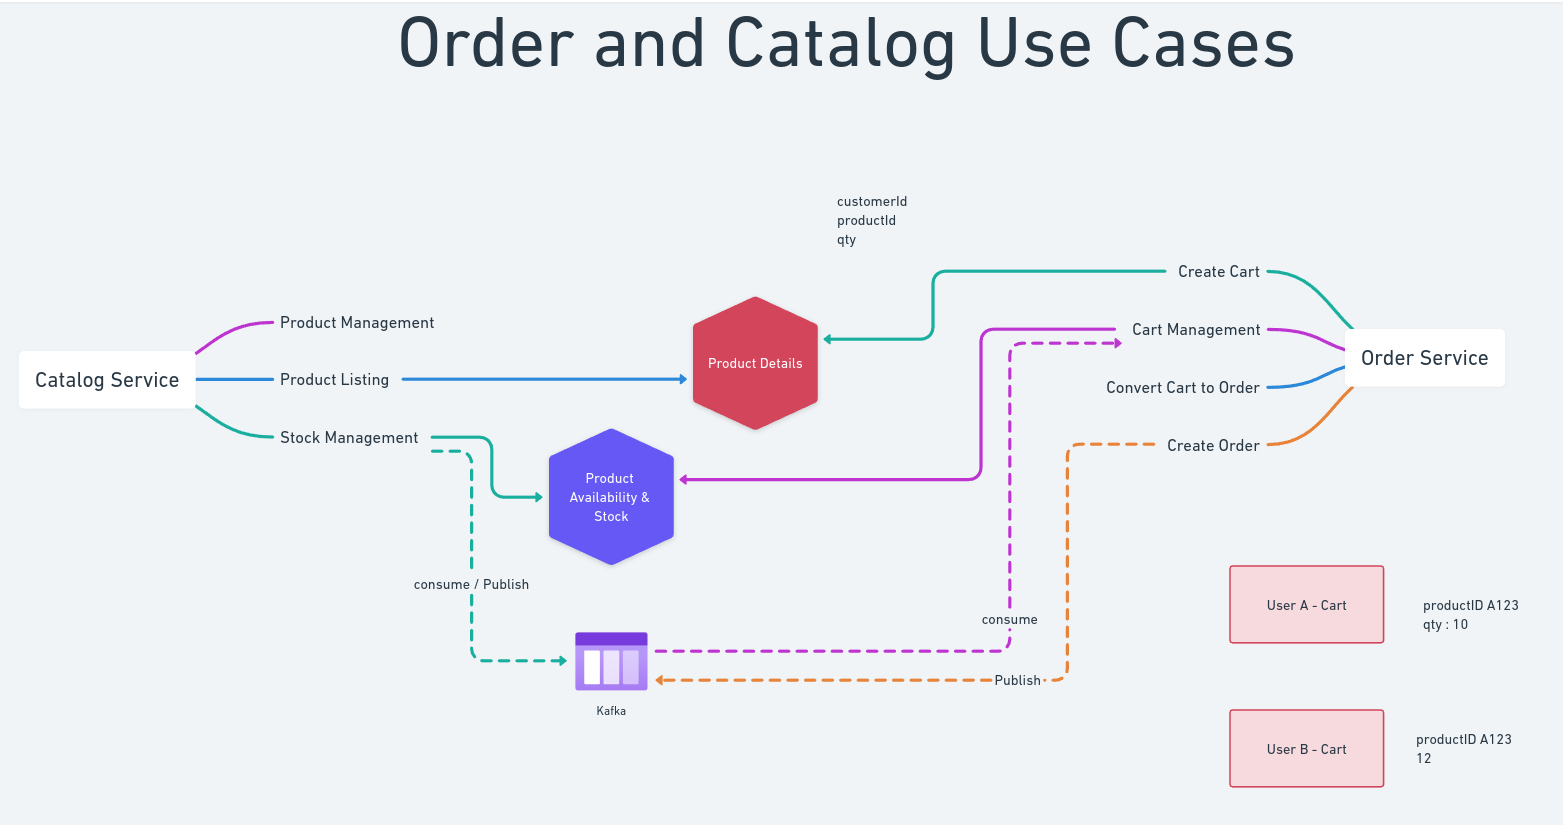 Order and Catalog Use Cases
customerId
productId
qty
Create Cart
Product Management
Cart Management
Order Service
Product Details
Catalog Service
Product Listing
Convert Cart to Order
Stock Management
Create Order
Product
Availability &
Stock
consume / Publish
consume
User A - Cart
productID A123
qty : 10
Publish
Kafka
User B - Cart
productID A123
12